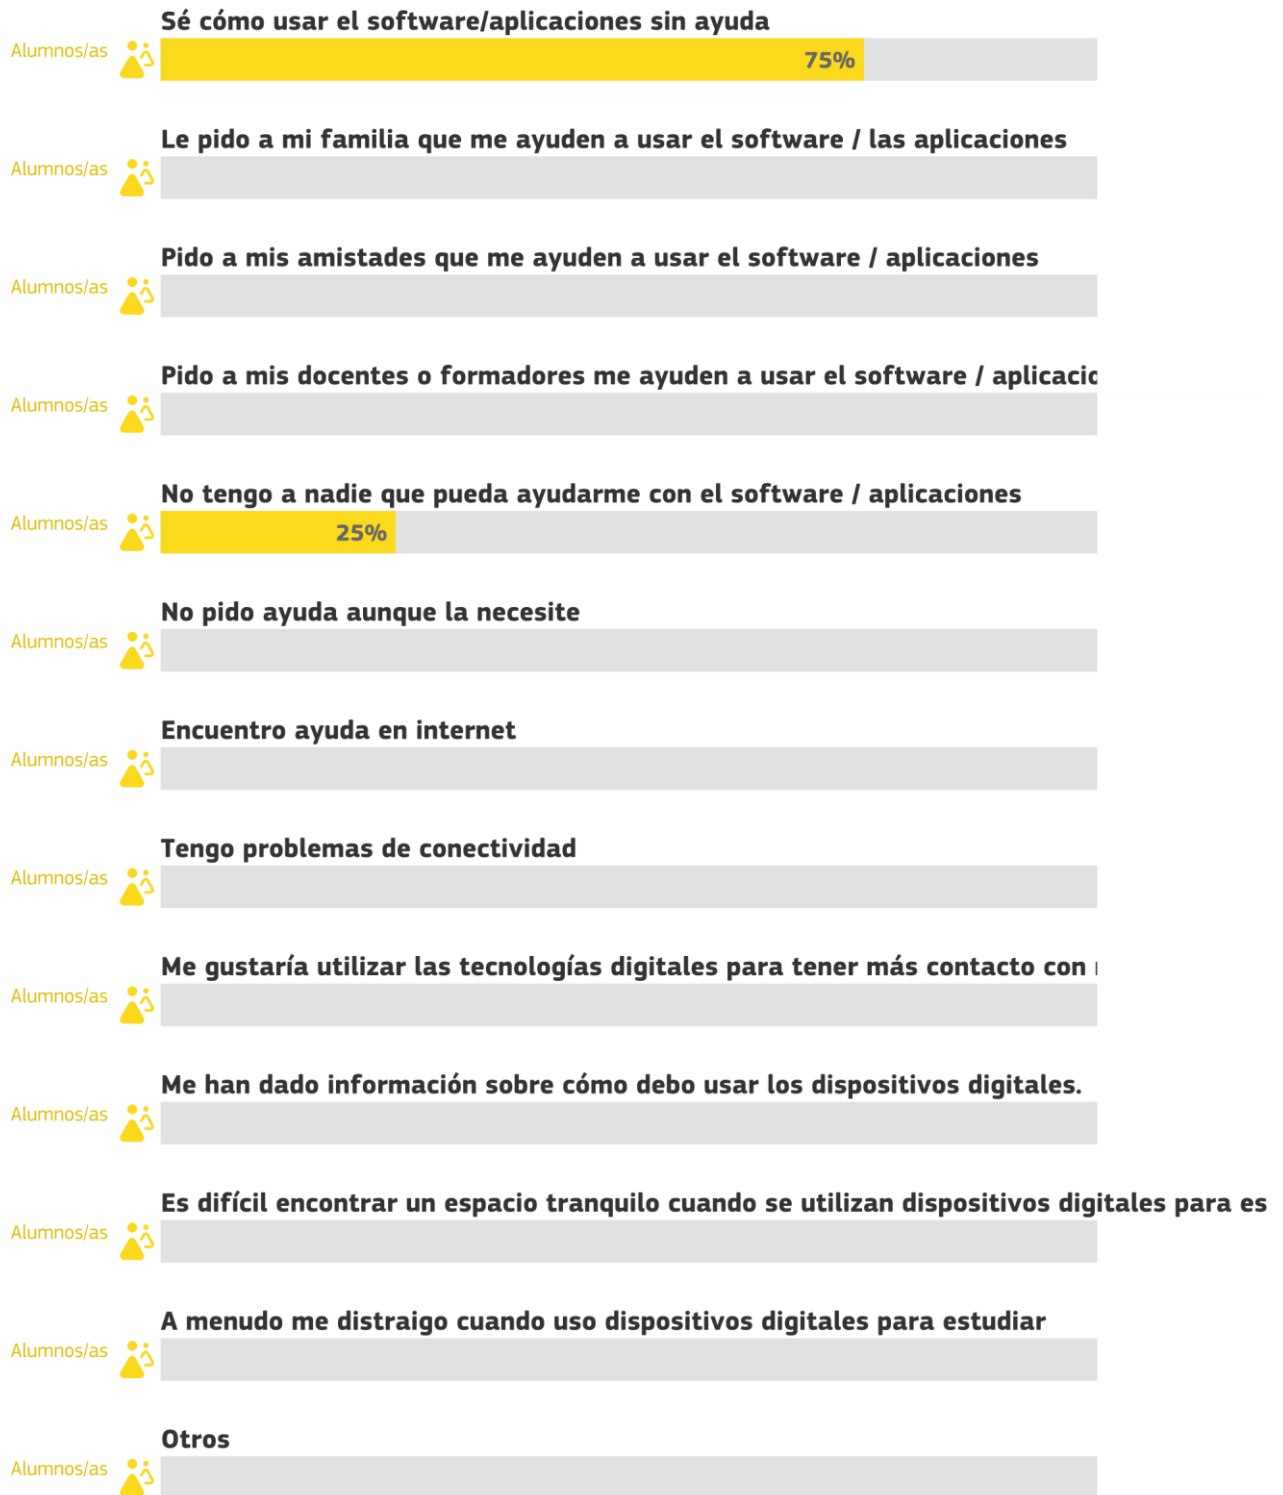 Sé cómo usar el software/aplicaciones sin ayuda
Alumnos/as
75%
Le pido a mi familia que me ayuden a usar el software / las aplicaciones
Alumnos/as
Pido a mis amistades que me ayuden a usar el software / aplicaciones
Alumnos/as
Pido a mis docentes o formadores me ayuden a usar el software / aplicacio
Alumnos/as
No tengo a nadie que pueda ayudarme con el software / aplicaciones
Alumnos/as
25%
No pido ayuda aunque la necesite
Alumnos/as
Encuentro ayuda en internet
Alumnos/as
Tengo problemas de conectividad
Alumnos/as
Me gustaría utilizar las tecnologías digitales para tener más contacto con
Alumnos/as
Me han dado información sobre cómo debo usar los dispositivos digitales.
Alumnos/as
Es difícil encontrar un espacio tranquilo cuando se utilizan dispositivos digitales para es
Alumnos/as
A menudo me distraigo cuando uso dispositivos digitales para estudiar
Alumnos/as
Otros
Alumnos/as